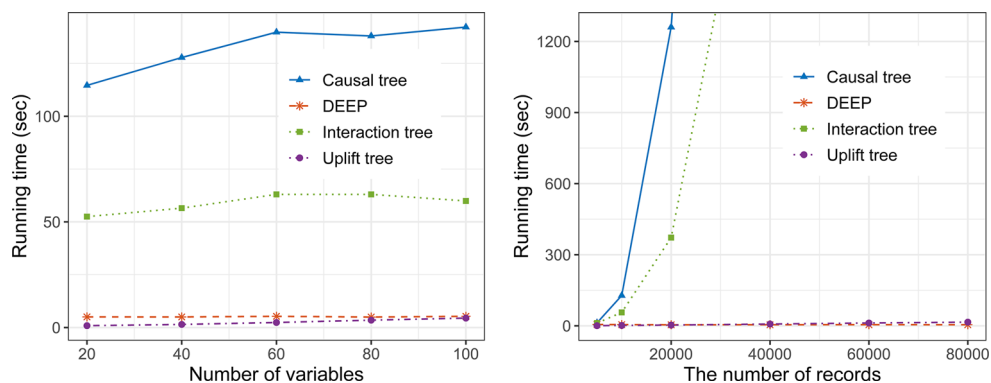 Running time (sec)
100
50
0
Causal tree
DEEP
Interaction tree
Uplift tree
20 40 60 80 100
Number of variables
Running time (sec)
1200
900
600
300
0
Causal tree
DEEP
Interaction tree
Uplift tree
20000 40000 60000 80000
The number of records